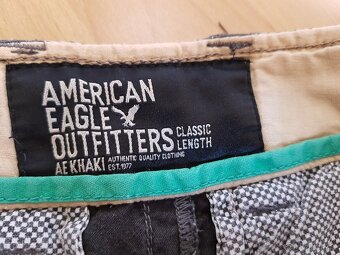 AMERICAN
EAGLE
OUTFITTERS
CLASSIC
LENGTH
AE KHAKI
AUTHENTIC QUALITY CLOTHING
EST. 1977